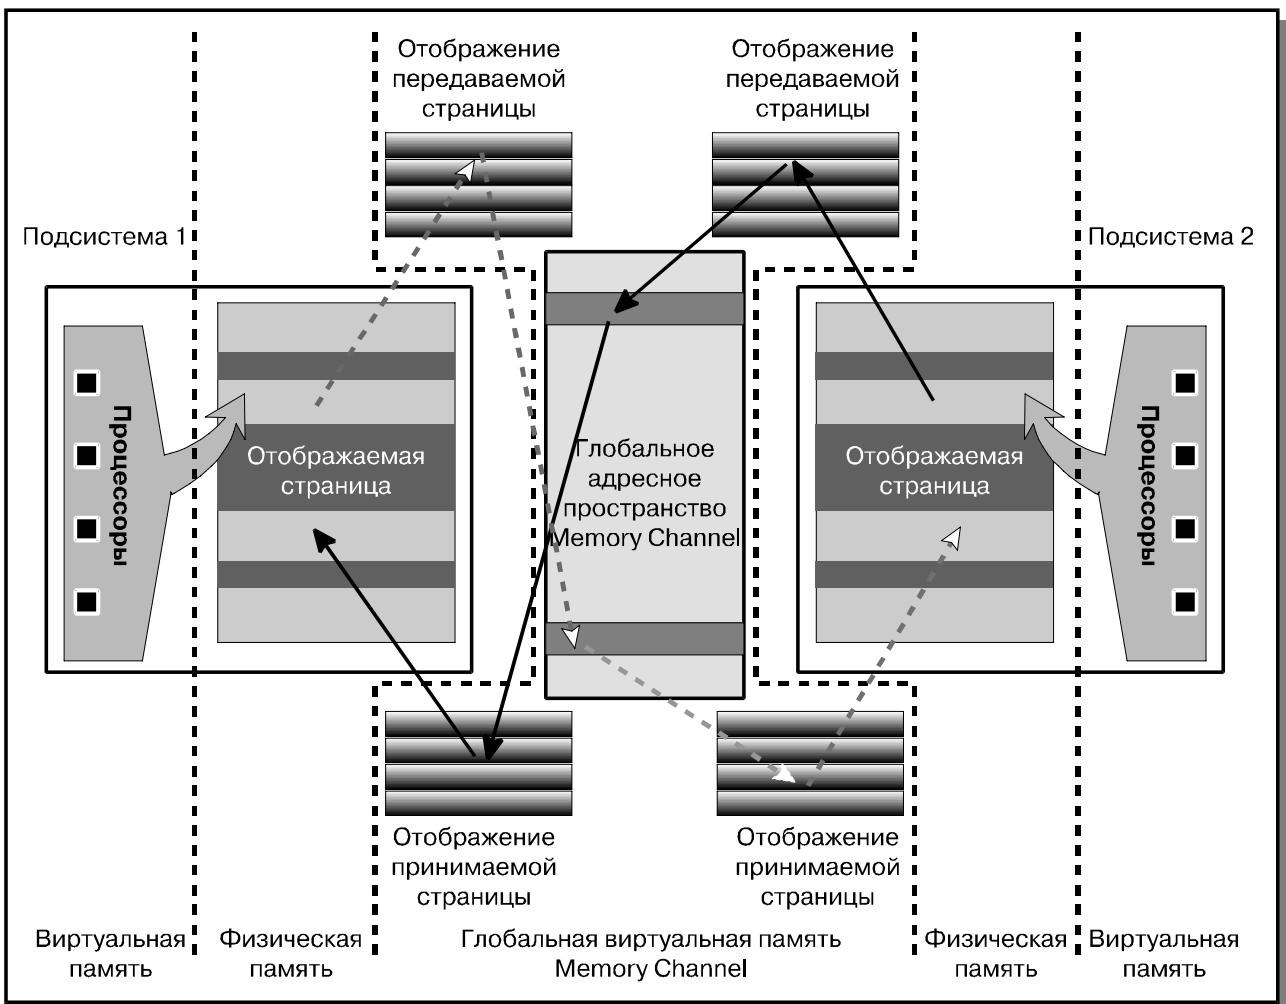 Отображение
передаваемой
страницы
Отображение
передаваемой
страницы
Подсистема 1
Подсистема 2
Процессоры
Отображаемая
страница
Глобальное
адресное
пространство
Memory Channel
Отображаемая
страница
Процессоры
Отображение
принимаемой
страницы
Отображение
принимаемой
страницы
Виртуальная
память
Физическая
память
Глобальная виртуальная память
Memory Channel
Физическая
память
Виртуальная
память